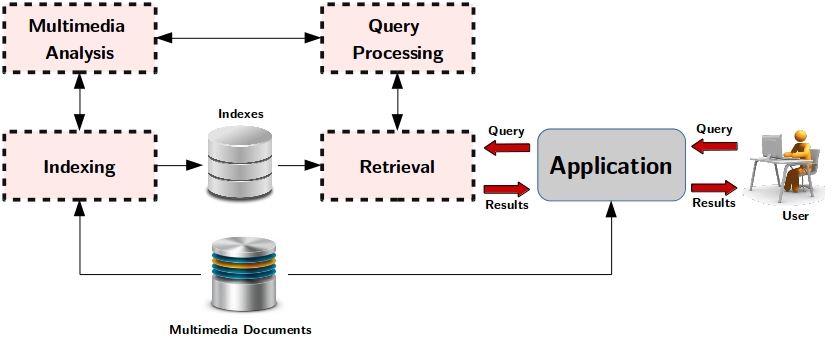 Multimedia
Analysis
Query
Processing
Indexes
Indexing
Retrieval
Query
Results
Application
Query
Results
User
Multimedia Documents